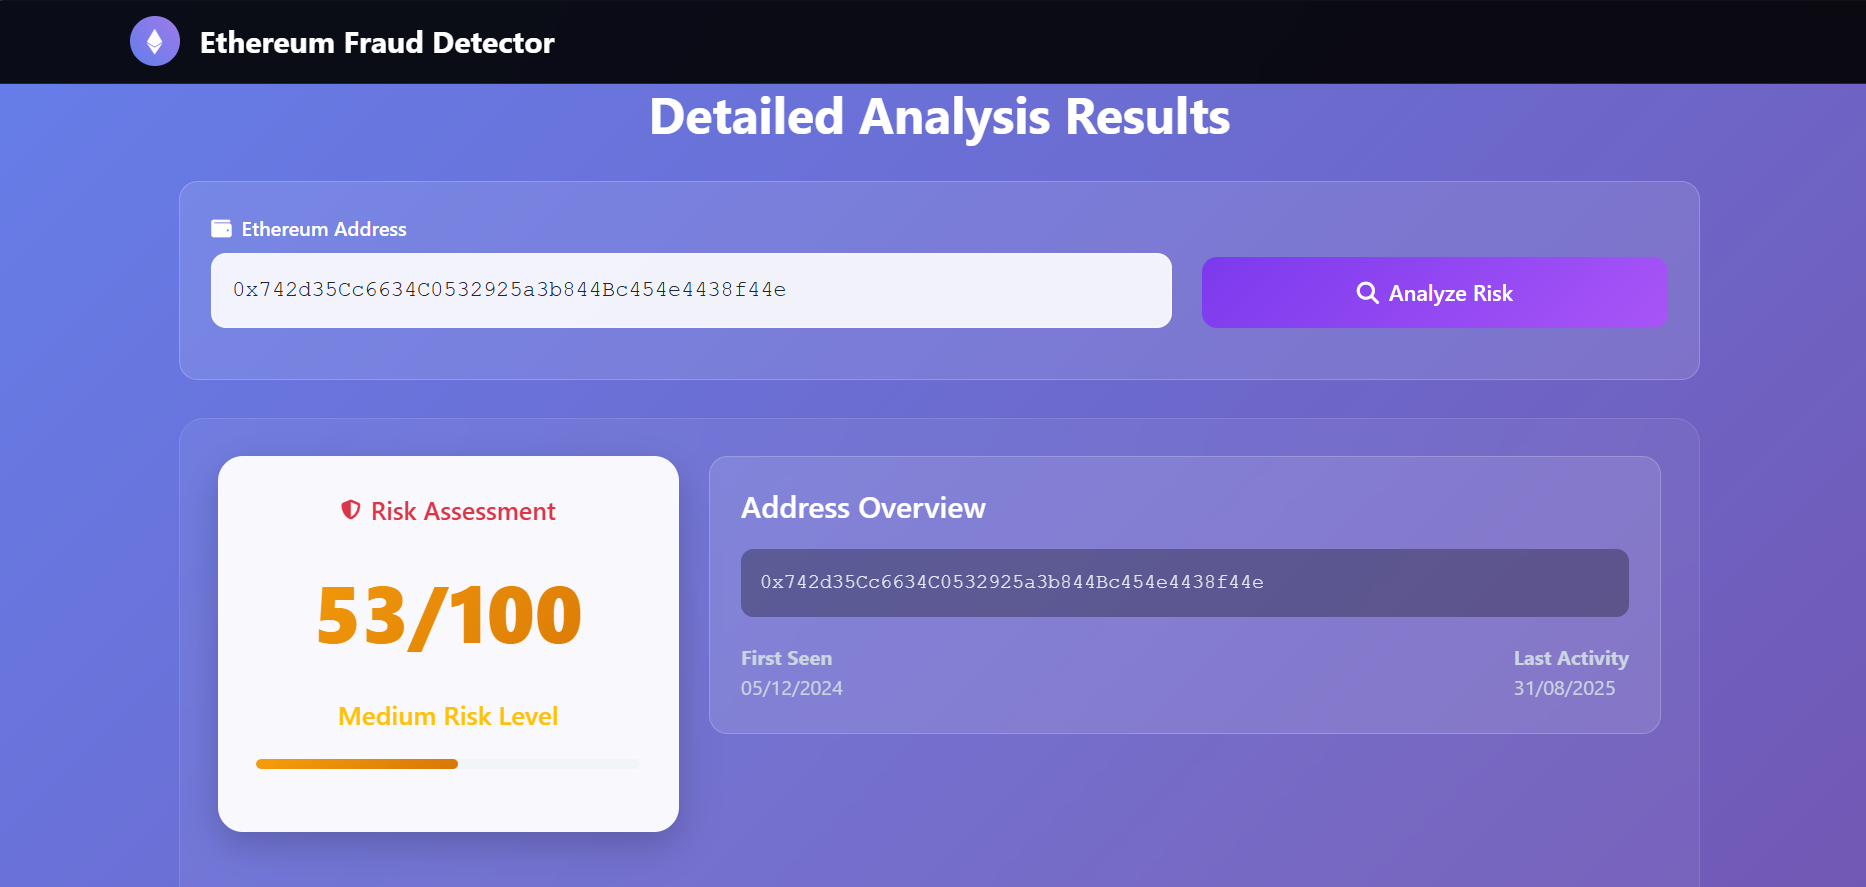 Ethereum Fraud Detector
Detailed Analysis Results
Ethereum Address
0x742d35Cc6634C0532925a3b844Bc454e4438f44e
Analyze Risk
Risk Assessment
53/100
Medium Risk Level
Address Overview
0x742d35Cc6634C0532925a3b844Bc454e4438f44e
First Seen
05/12/2024
Last Activity
31/08/2025